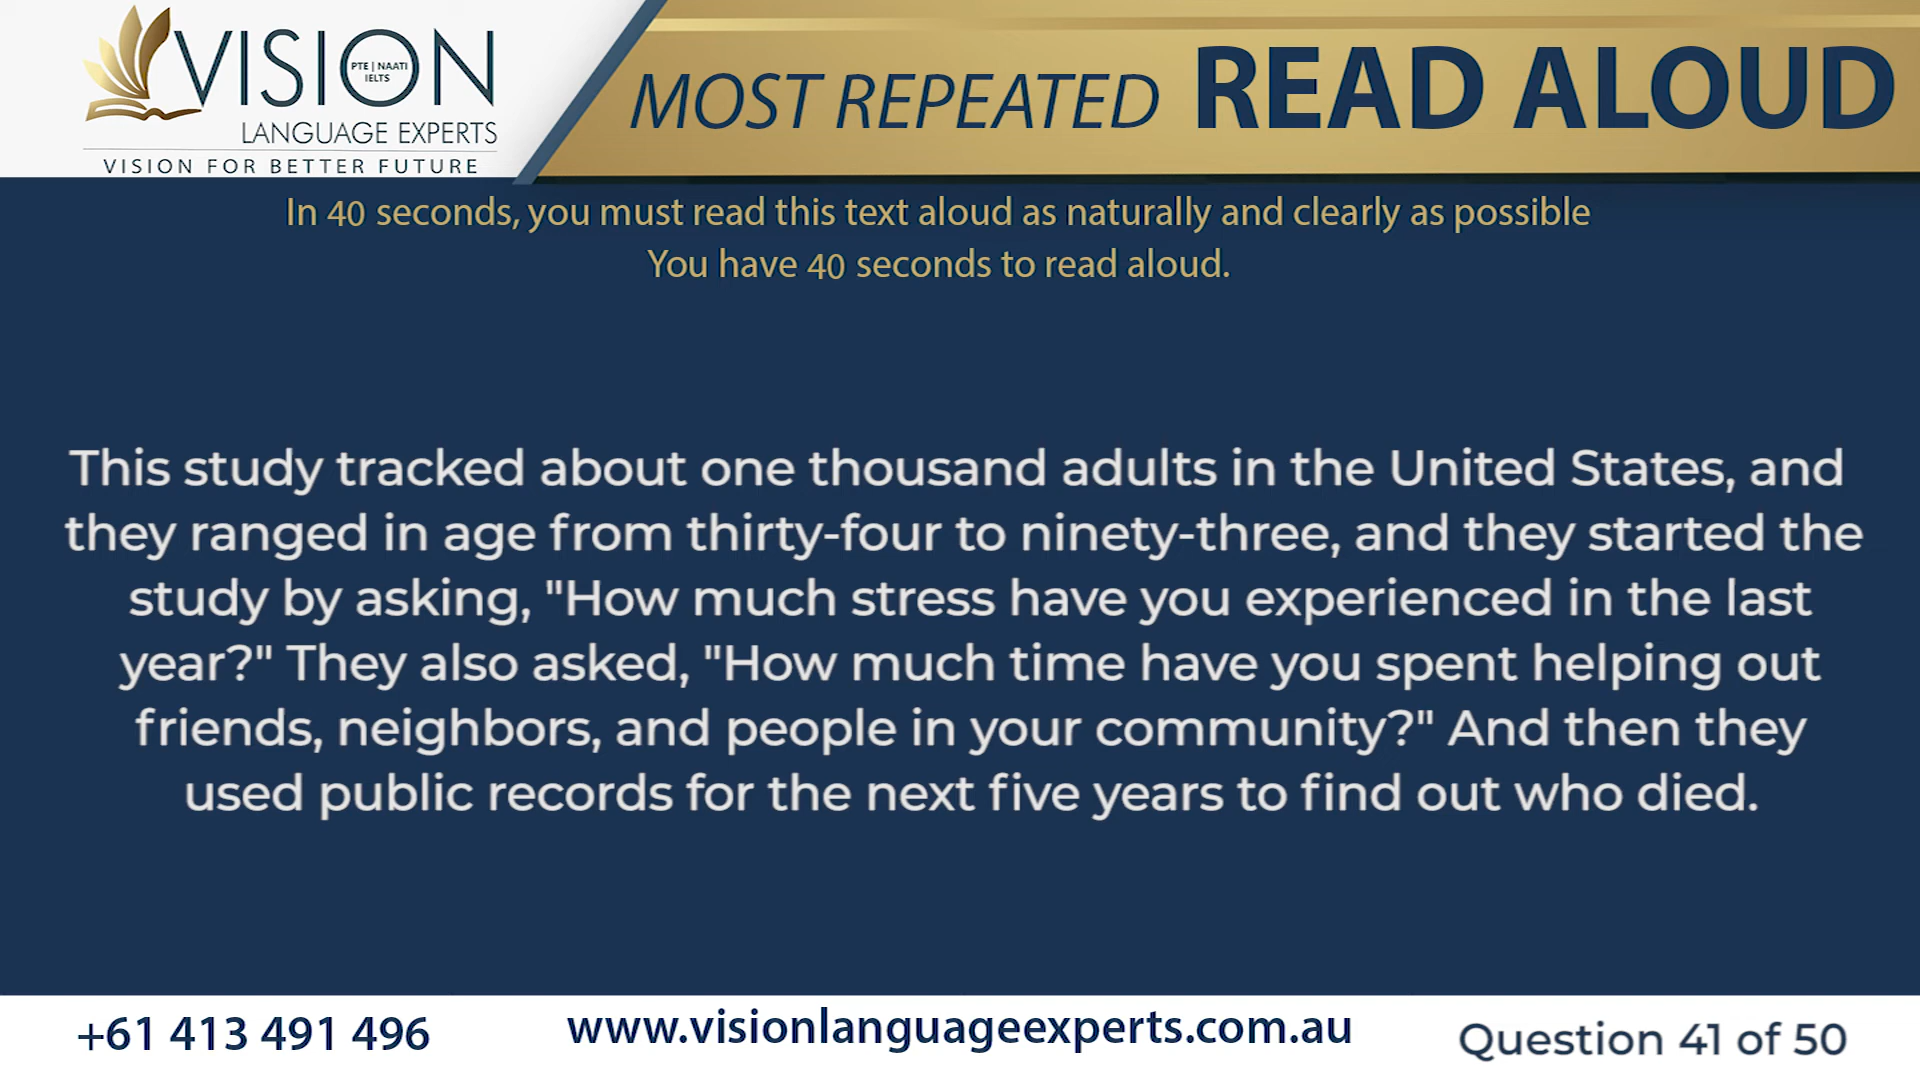 VISION
PTE | NAATI
IELTS
LANGUAGE EXPERTS
VISION FOR BETTER FUTURE
MOST REPEATED READ ALOUD
In 40 seconds, you must read this text aloud as naturally and clearly as possible
You have 40 seconds to read aloud.
This study tracked about one thousand adults in the United States, and
they ranged in age from thirty-four to ninety-three, and they started the
study by asking, "How much stress have you experienced in the last
year?" They also asked, "How much time have you spent helping out
friends, neighbors, and people in your community?" And then they
used public records for the next five years to find out who died.
+61 413 491 496
www.visionlanguageexperts.com.au
Question 41 of 50